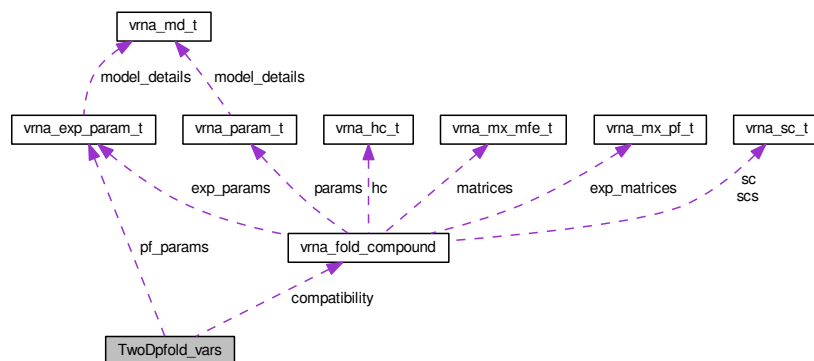 vrna_md_t
model_details
model_details
vrna_exp_param_t
vrna_param_t
vrna_hc_t
vrna_mx_mfe_t
vrna_mx_pf_t
vrna_sc_t
exp_params
params
hc
matrices
exp_matrices
sc
scs
pf_params
vrna_fold_compound
compatibility
TwoDpfold_vars